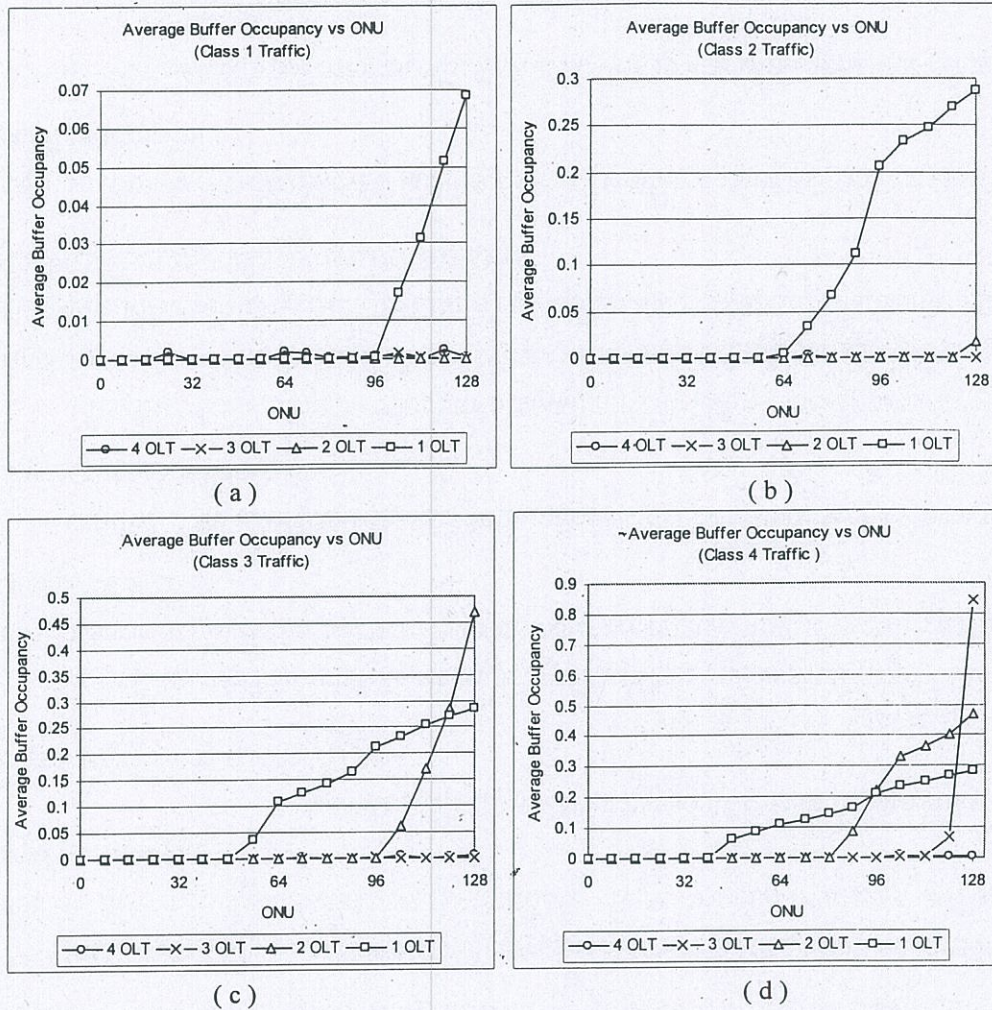 Average Buffer Occupancy vs ONU
(Class 1 Traffic)
Average Buffer Occupancy
0.07
0.06
0.05
0.04
0.03
0.02
0.01
0
0 32 64 96 128
ONU
4 OLT 3 OLT 2 OLT 1 OLT
( a )
Average Buffer Occupancy vs ONU
(Class 2 Traffic)
Average Buffer Occupancy
0.3
0.25
0.2
0.15
0.1
0.05
0
0 32 64 96 128
ONU
4 OLT 3 OLT 2 OLT 1 OLT
( b )
Average Buffer Occupancy vs ONU
(Class 3 Traffic)
Average Buffer Occupancy
0.5
0.45
0.4
0.35
0.3
0.25
0.2
0.15
0.1
0.05
0
0 32 64 96 128
ONU
4 OLT 3 OLT 2 OLT 1 OLT
( c )
~Average Buffer Occupancy vs ONU
(Class 4 Traffic )
Average Buffer Occupancy
0.9
0.8
0.7
0.6
0.5
0.4
0.3
0.2
0.1
0
0 32 64 96 128
ONU
4 OLT 3 OLT 2 OLT 1 OLT
( d )